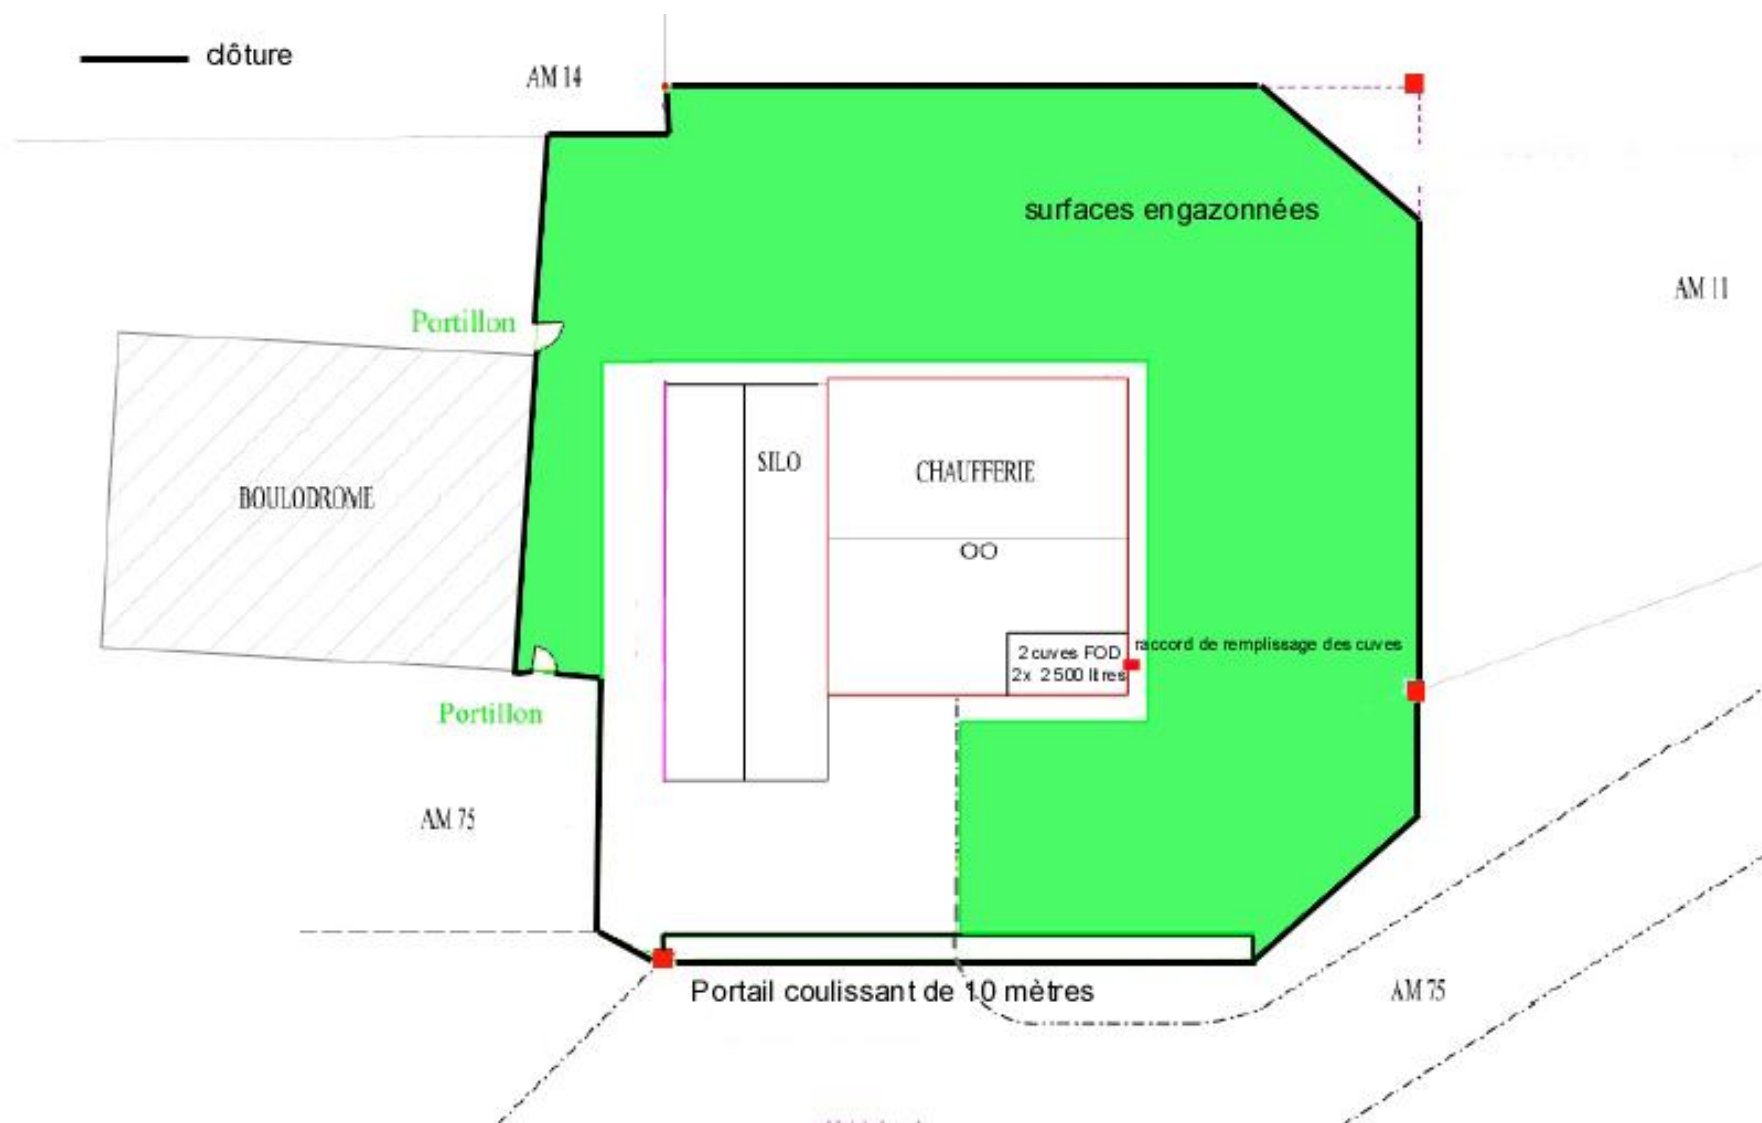 clôture
AM 14
surfaces engazonnées
AM 11
Portillon
SILO
CHAUFFERIE
BOULODROME
2 cuves FOD
2x 2500 litres
raccord de remplissage des cuves
Portillon
AM 75
Portail coulissant de 10 mètres
AM 75